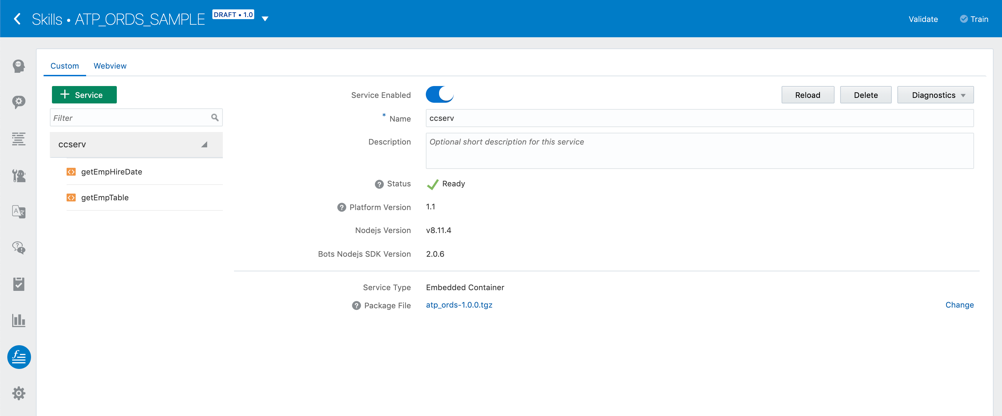 Skills • ATP_ORDS_SAMPLE DRAFT • 1.0
Validate
Train
Custom
Webview
+ Service
Filter
ccserv
getEmpHireDate
getEmpTable
Service Enabled
Reload
Delete
Diagnostics
* Name ccserv
Description Optional short description for this service
? Status Ready
? Platform Version 1.1
Nodejs Version v8.11.4
Bots Nodejs SDK Version 2.0.6
Service Type Embedded Container
? Package File atp_ords-1.0.0.tgz Change